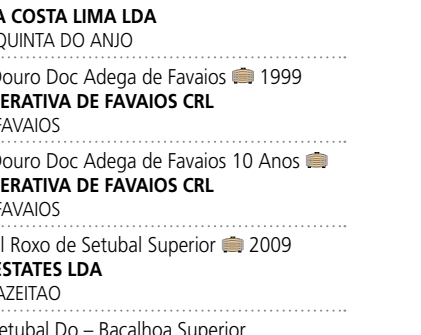 A COSTA LIMA LDA
QUINTA DO ANJO
Douro Doc Adega de Favaios 1999
ERATIVA DE FAVAIOS CRL
FAVAIOS
Douro Doc Adega de Favaios 10 Anos
ERATIVA DE FAVAIOS CRL
FAVAIOS
l Roxo de Setubal Superior 2009
ESTATES LDA
AZEITAO
etubal Do – Bacalhoa Superior